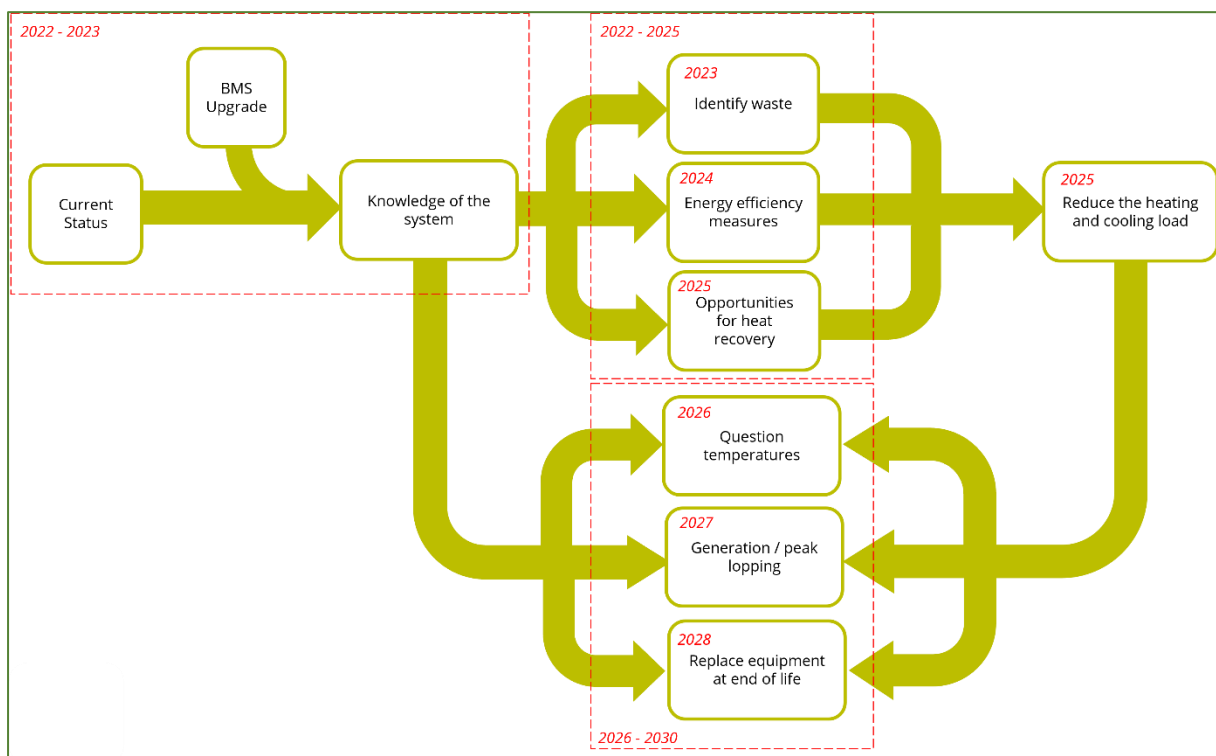 2022 - 2023
BMS
Upgrade
Current
Status
Knowledge of the
system
2022 - 2025
2023
Identify waste
2024
Energy efficiency
measures
2025
Opportunities
for heat
recovery
2025
Reduce the heating
and cooling load
2026
Question
temperatures
2027
Generation / peak
lopping
2028
Replace equipment
at end of life
2026 - 2030